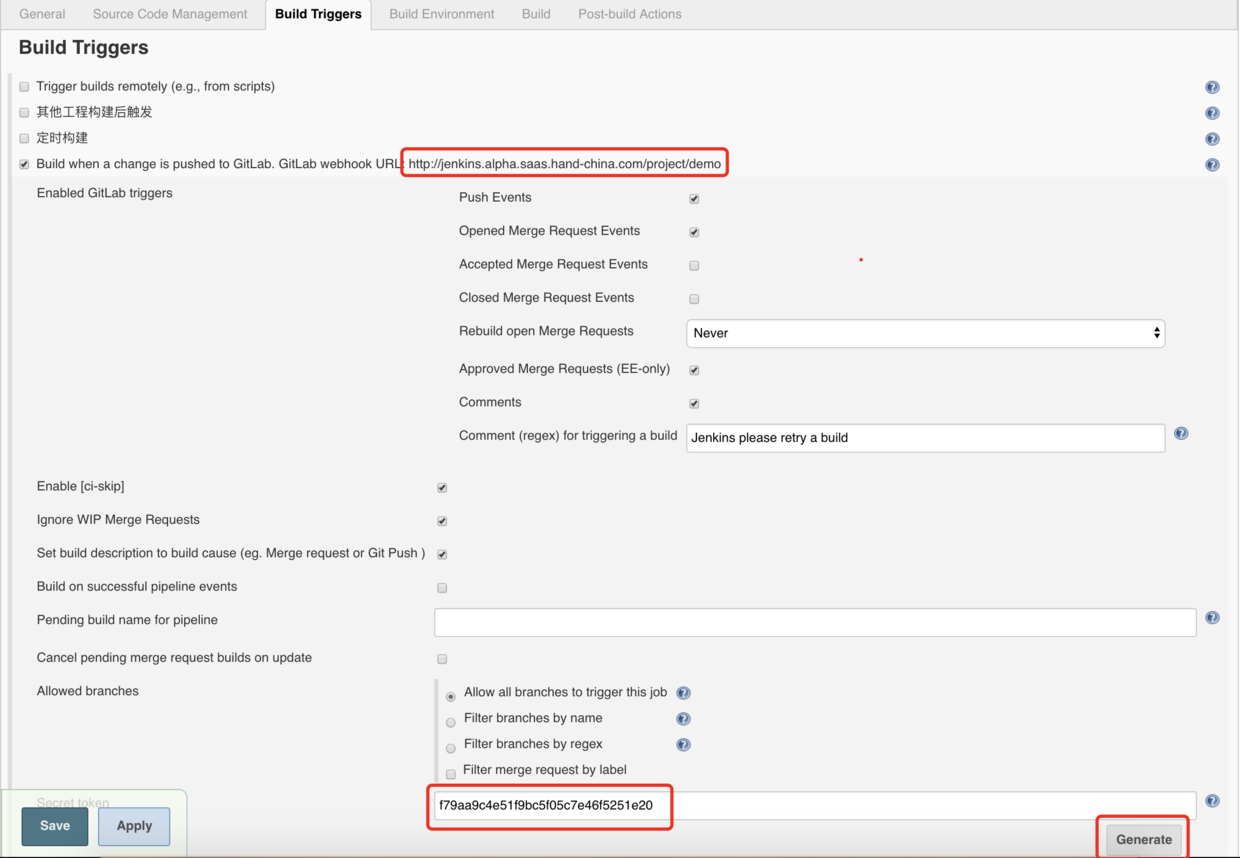 General Source Code Management Build Triggers Build Environment Build Post-build Actions
Build Triggers
Trigger builds remotely (e.g., from scripts)
其他工程构建后触发
定时构建
Build when a change is pushed to GitLab. GitLab webhook URL: http://jenkins.alpha.saas.hand-china.com/project/demo
Enabled GitLab triggers
Push Events
Opened Merge Request Events
Accepted Merge Request Events
Closed Merge Request Events
Rebuild open Merge Requests Never
Approved Merge Requests (EE-only)
Comments
Comment (regex) for triggering a build Jenkins please retry a build
Enable [ci-skip]
Ignore WIP Merge Requests
Set build description to build cause (eg. Merge request or Git Push )
Build on successful pipeline events
Pending build name for pipeline
Cancel pending merge request builds on update
Allowed branches
Allow all branches to trigger this job
Filter branches by name
Filter branches by regex
Filter merge request by label
Secret token f79aa9c4e51f9bc5f05c7e46f5251e20
Save Apply
Generate